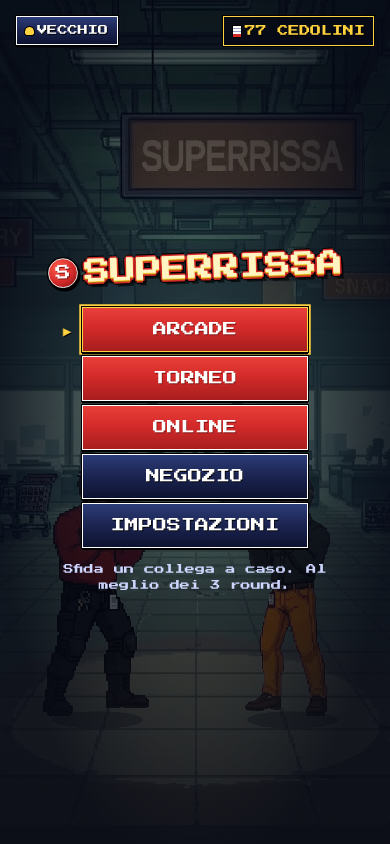 VECCHIO
77 CEDOLINI
SUPERRISSA
S SUPERRISSA
ARCADE
TORNEO
ONLINE
NEGOZIO
IMPOSTAZIONI
Sfida un collega a caso. Al
meglio dei 3 round.